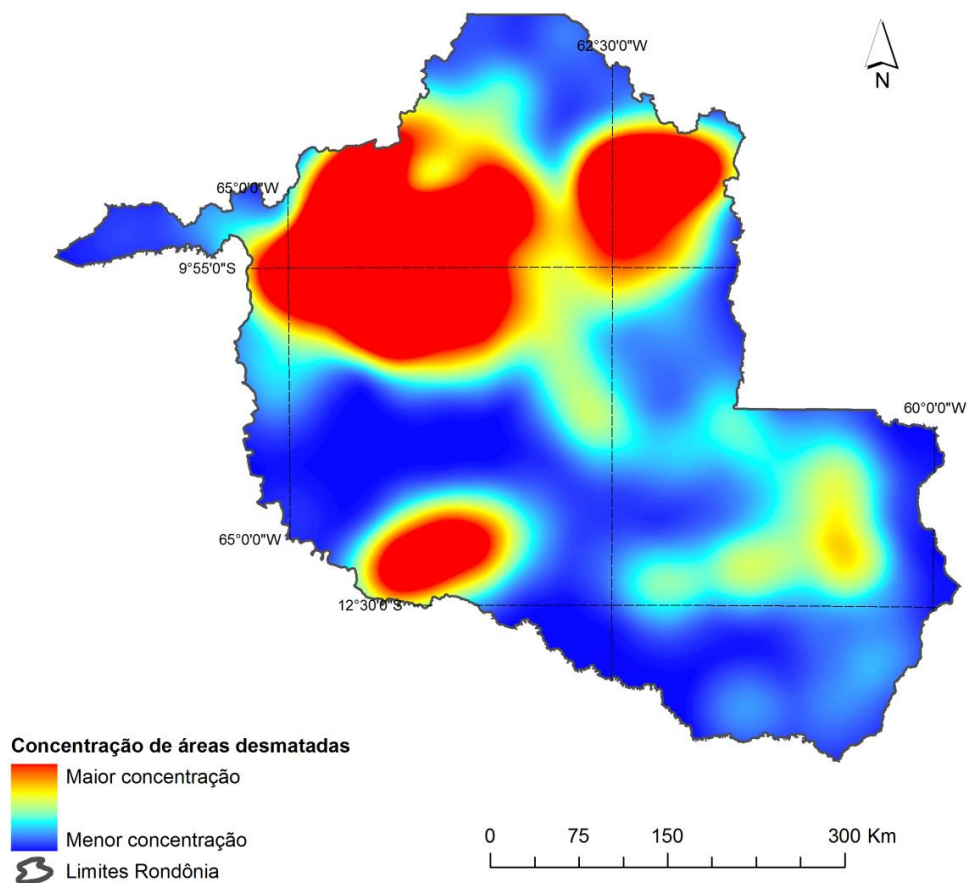 62°30'0"W
N
65°0'0"W
9°55'0"S
60°0'0"W
65°0'0"W
12°30'0"S
Concentração de áreas desmatadas
Maior concentração
Menor concentração
Limites Rondônia
0 75 150 300 Km